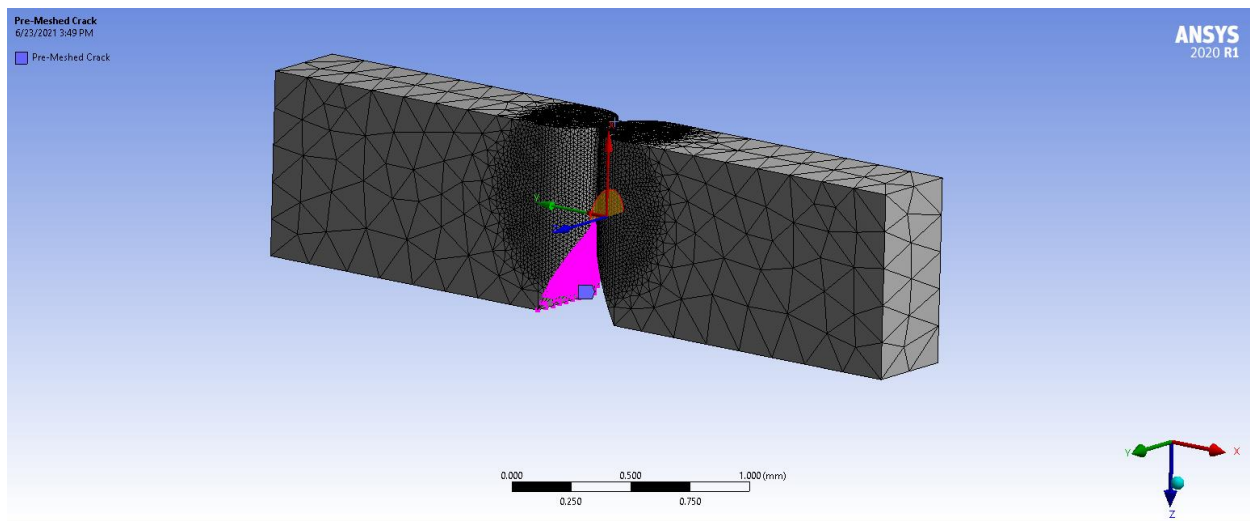 Pre-Meshed Crack
6/23/2021 3:49 PM
Pre-Meshed Crack
ANSYS
2020 R1
Y
0.000 0.500 1.000 (mm)
0.250 0.750
Y X
Z